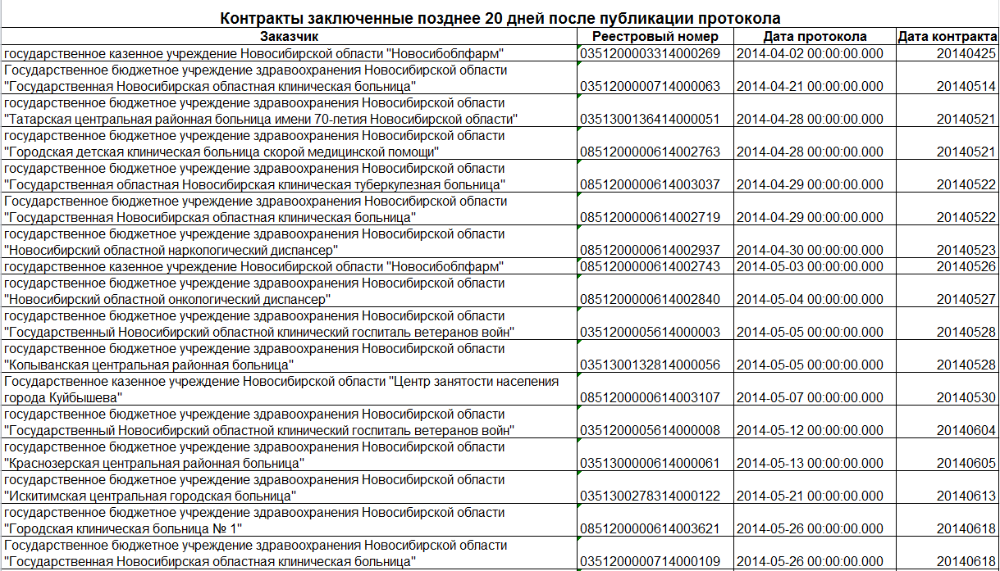 Контракты заключенные позднее 20 дней после публикации протокола
Заказчик Реестровый номер Дата протокола Дата контракта
государственное казенное учреждение Новосибирской области "Новосибоблфарм" 0351200003314000269 2014-04-02 00:00:00.000 20140425
Государственное бюджетное учреждение здравоохранения Новосибирской области
"Государственная Новосибирская областная клиническая больница" 0351200000714000063 2014-04-21 00:00:00.000 20140514
государственное бюджетное учреждение здравоохранения Новосибирской области
"Татарская центральная районная больница имени 70-летия Новосибирской области" 0351300136414000051 2014-04-28 00:00:00.000 20140521
государственное бюджетное учреждение здравоохранения Новосибирской области
"Городская детская клиническая больница скорой медицинской помощи" 0851200000614002763 2014-04-28 00:00:00.000 20140521
государственное бюджетное учреждение здравоохранения Новосибирской области
"Государственная областная Новосибирская клиническая туберкулезная больница" 0851200000614003037 2014-04-29 00:00:00.000 20140522
Государственное бюджетное учреждение здравоохранения Новосибирской области
"Государственная Новосибирская областная клиническая больница" 0851200000614002719 2014-04-29 00:00:00.000 20140522
государственное бюджетное учреждение здравоохранения Новосибирской области
"Новосибирский областной наркологический диспансер" 0851200000614002937 2014-04-30 00:00:00.000 20140523
государственное казенное учреждение Новосибирской области "Новосибоблфарм" 0851200000614002743 2014-05-03 00:00:00.000 20140526
государственное бюджетное учреждение здравоохранения Новосибирской области
"Новосибирский областной онкологический диспансер" 0851200000614002840 2014-05-04 00:00:00.000 20140527
государственное бюджетное учреждение здравоохранения Новосибирской области
"Государственный Новосибирский областной клинический госпиталь ветеранов войн" 0351200005614000003 2014-05-05 00:00:00.000 20140528
государственное бюджетное учреждение здравоохранения Новосибирской области
"Колыванская центральная районная больница" 0351300132814000056 2014-05-05 00:00:00.000 20140528
Государственное казенное учреждение Новосибирской области "Центр занятости населения
города Куйбышева" 0851200000614003107 2014-05-07 00:00:00.000 20140530
государственное бюджетное учреждение здравоохранения Новосибирской области
"Государственный Новосибирский областной клинический госпиталь ветеранов войн" 0351200005614000008 2014-05-12 00:00:00.000 20140604
государственное бюджетное учреждение здравоохранения Новосибирской области
"Краснозерская центральная районная больница" 0351300000614000061 2014-05-13 00:00:00.000 20140605
государственное бюджетное учреждение здравоохранения Новосибирской области
"Искитимская центральная городская больница" 0351300278314000122 2014-05-21 00:00:00.000 20140613
государственное бюджетное учреждение здравоохранения Новосибирской области
"Городская клиническая больница № 1" 0851200000614003621 2014-05-26 00:00:00.000 20140618
Государственное бюджетное учреждение здравоохранения Новосибирской области
"Государственная Новосибирская областная клиническая больница" 0351200000714000109 2014-05-26 00:00:00.000 20140618